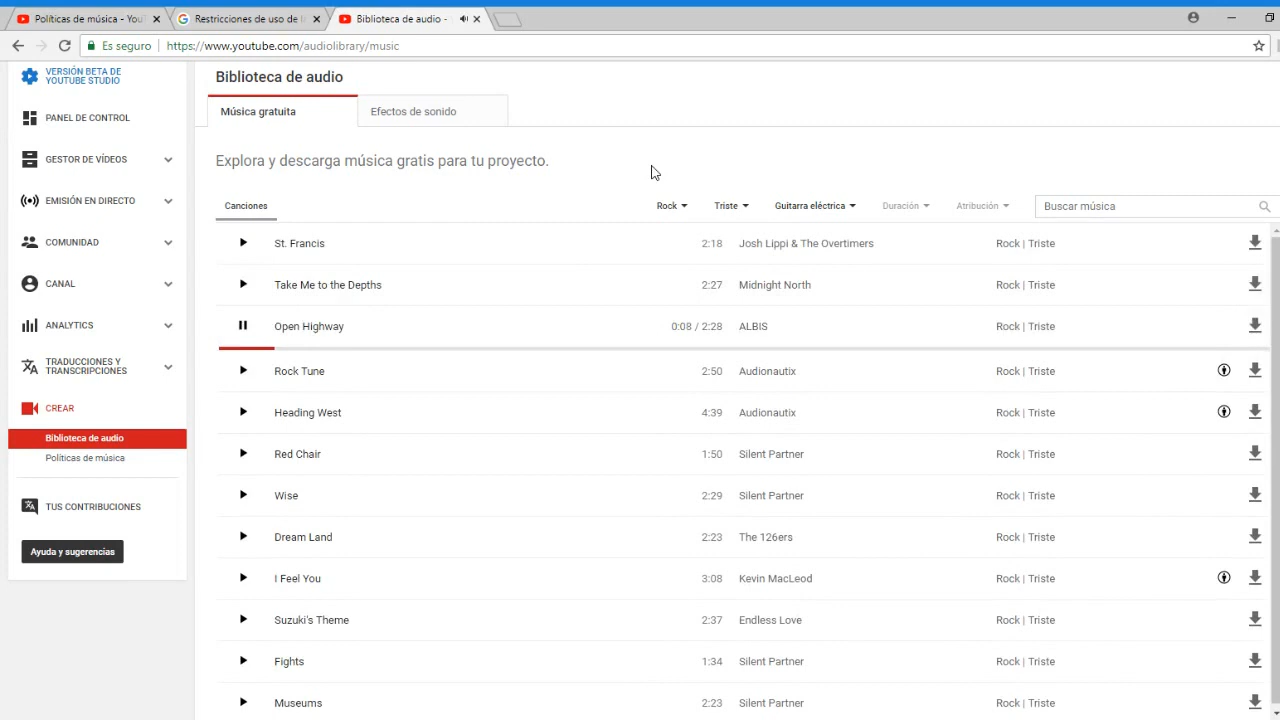 Políticas de música - You
Restricciones de uso de
Biblioteca de audio -
Es seguro
https://www.youtube.com/audiolibrary/music
VERSIÓN BETA DE
YOUTUBE STUDIO
PANEL DE CONTROL
GESTOR DE VÍDEOS
EMISIÓN EN DIRECTO
COMUNIDAD
CANAL
ANALYTICS
TRADUCCIONES Y
TRANSCRIPCIONES
CREAR
Biblioteca de audio
Políticas de música
TUS CONTRIBUCIONES
Ayuda y sugerencias
Biblioteca de audio
Música gratuita Efectos de sonido
Explora y descarga música gratis para tu proyecto.
Canciones Rock Triste Guitarra eléctrica Duración Atribución Buscar música
St. Francis 2:18 Josh Lippi & The Overtimers Rock | Triste
Take Me to the Depths 2:27 Midnight North Rock | Triste
Open Highway 0:08 / 2:28 ALBIS Rock | Triste
Rock Tune 2:50 Audionautix Rock | Triste
Heading West 4:39 Audionautix Rock | Triste
Red Chair 1:50 Silent Partner Rock | Triste
Wise 2:29 Silent Partner Rock | Triste
Dream Land 2:23 The 126ers Rock | Triste
I Feel You 3:08 Kevin MacLeod Rock | Triste
Suzuki's Theme 2:37 Endless Love Rock | Triste
Fights 1:34 Silent Partner Rock | Triste
Museums 2:23 Silent Partner Rock | Triste